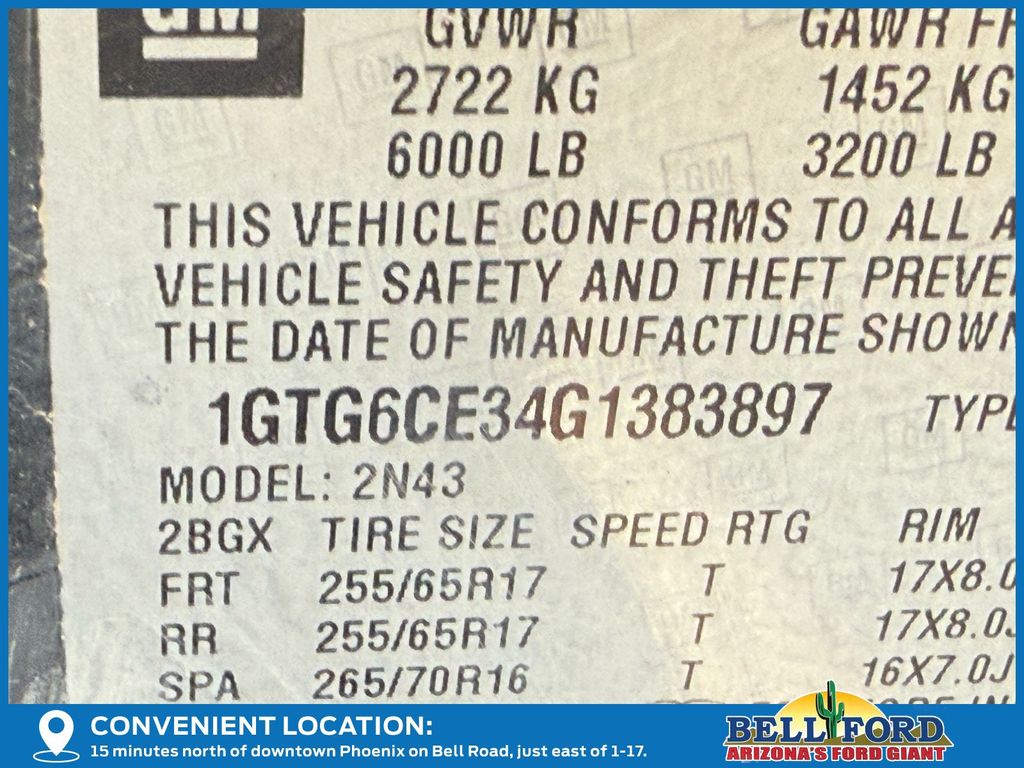 GM
GVWR GAWR FR
2722 KG 1452 KG
6000 LB 3200 LB
THIS VEHICLE CONFORMS TO ALL A
VEHICLE SAFETY AND THEFT PREVE
THE DATE OF MANUFACTURE SHOWN
1GTG6CE34G1383897 TYPE
MODEL: 2N43
2BGX TIRE SIZE SPEED RTG RIM
FRT 255/65R17 T 17X8.0
RR 255/65R17 T 17X8.0J
SPA 265/70R16 T 16X7.0J
CONVENIENT LOCATION:
15 minutes north of downtown Phoenix on Bell Road, just east of 1-17.
BELL FORD
ARIZONA'S FORD GIANT